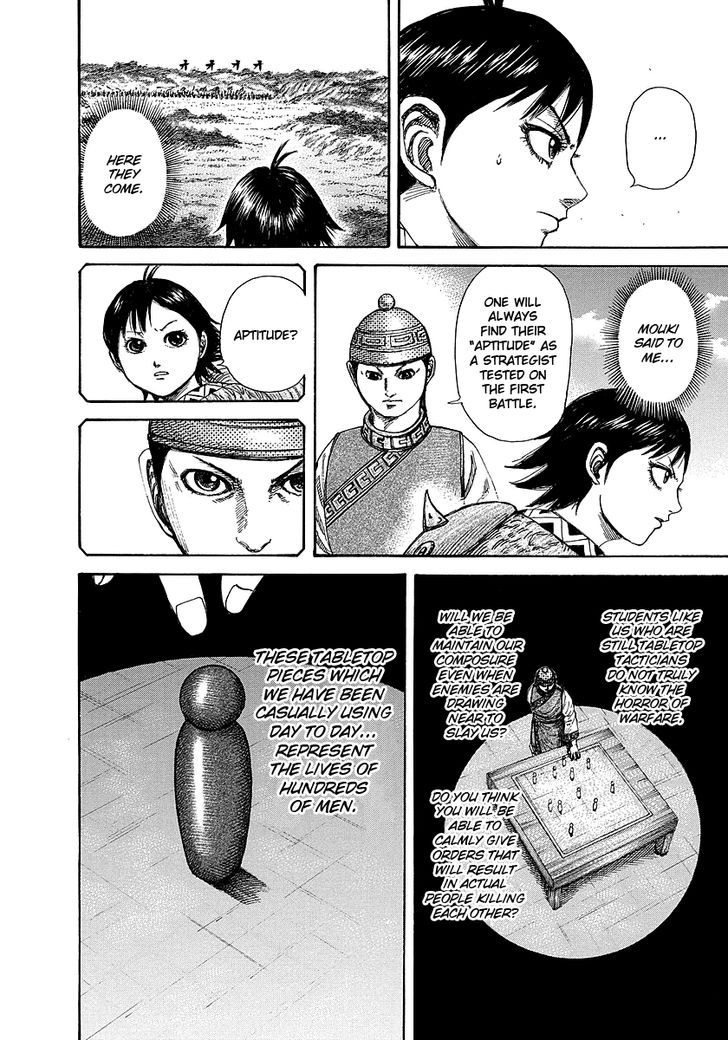 ...
HERE
THEY
COME.
MOUKI
SAID TO
ME...
ONE WILL
ALWAYS
FIND THEIR
"APTITUDE" AS
A STRATEGIST
TESTED ON
THE FIRST
BATTLE.
APTITUDE?
STUDENTS LIKE
US WHO ARE
STILL TABLETOP
TACTICIANS
DO NOT TRULY
KNOW THE
HORROR OF
WARFARE.
WILL WE BE
ABLE TO
MAINTAIN OUR
COMPOSURE
EVEN WHEN
ENEMIES ARE
DRAWING
NEAR TO
SLAY US?
DO YOU THINK
YOU WILL BE
ABLE TO
CALMLY GIVE
ORDERS THAT
WILL RESULT
IN ACTUAL
PEOPLE KILLING
EACH OTHER?
THESE TABLETOP
PIECES WHICH
WE HAVE BEEN
CASUALLY USING
DAY TO DAY...
REPRESENT
THE LIVES OF
HUNDREDS
OF MEN.